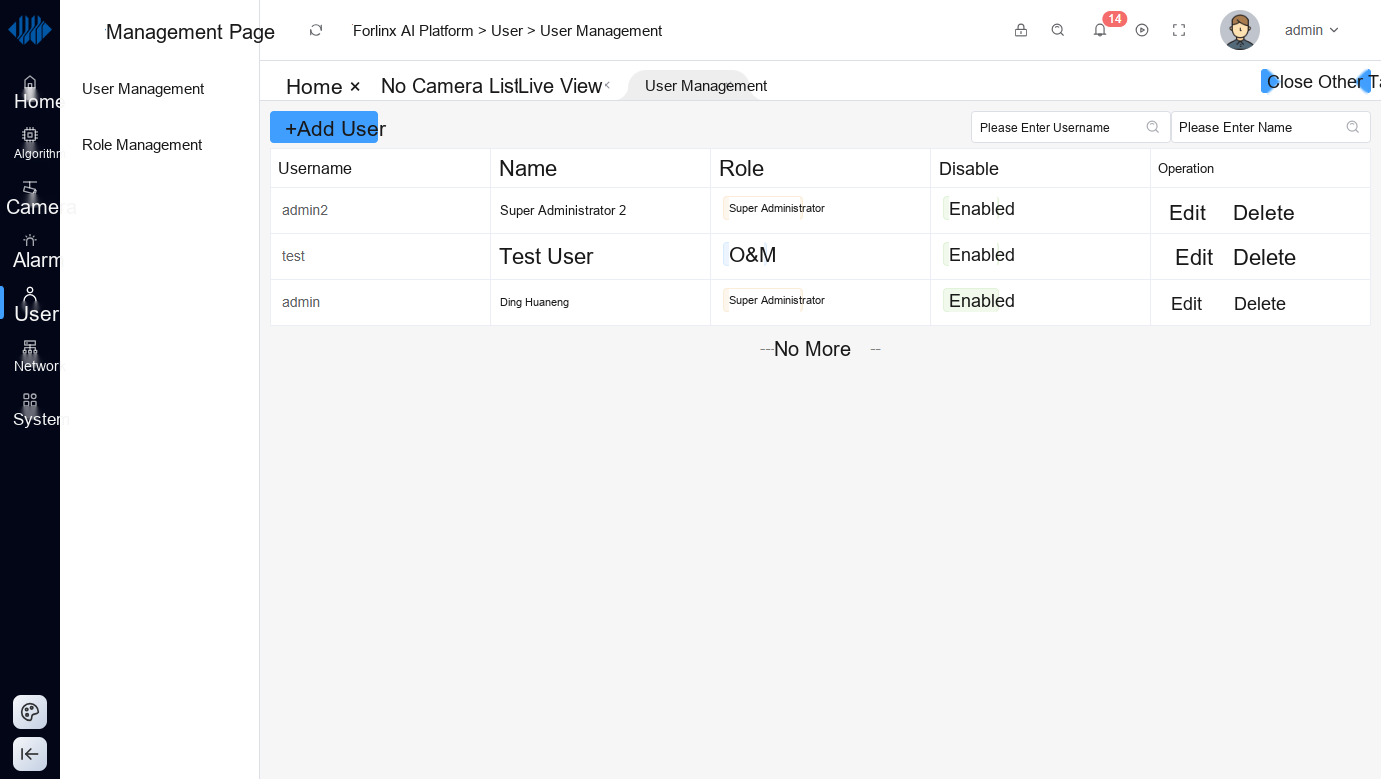 Management Page
Forlinx AI Platform > User > User Management
14
admin
Home
User Management
Home ×
No Camera List
Live View
User Management
Close Other Ta
+Add User
Please Enter Username
Please Enter Name
Algorithm
Role Management
Username
Name
Role
Disable
Operation
Camera
admin2
Super Administrator 2
Super Administrator
Enabled
Edit
Delete
Alarm
test
Test User
O&M
Enabled
Edit
Delete
User
admin
Ding Huaneng
Super Administrator
Enabled
Edit
Delete
Networ
---No More --
System